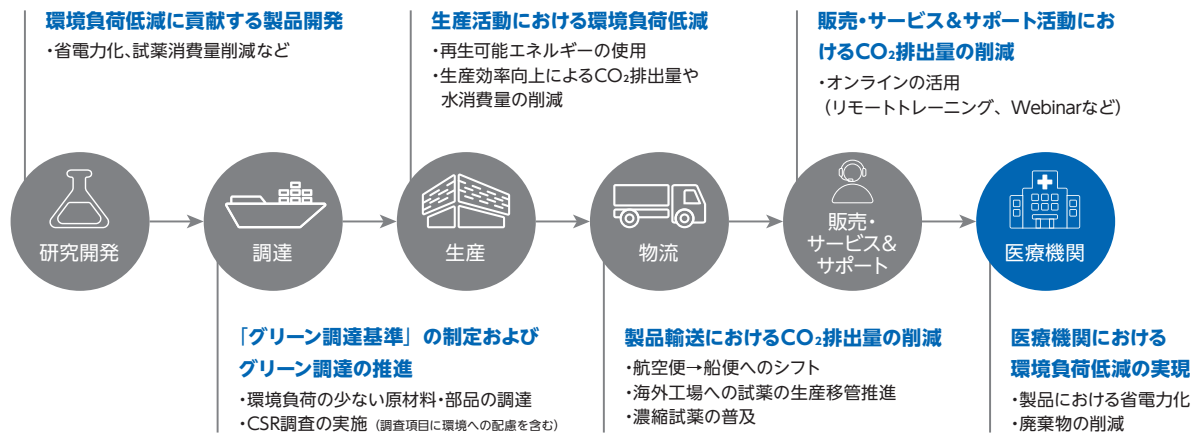 環境負荷低減に貢献する製品開発
・省電力化、試薬消費量削減など
生産活動における環境負荷低減
・再生可能エネルギーの使用
・生産効率向上によるCO₂排出量や
水消費量の削減
販売・サービス&サポート活動にお
けるCO₂排出量の削減
・オンラインの活用
（リモートトレーニング、Webinarなど）
研究開発
調達
生産
物流
販売・
サービス&
サポート
医療機関
「グリーン調達基準」の制定および
グリーン調達の推進
・環境負荷の少ない原材料・部品の調達
・CSR調査の実施（調査項目に環境への配慮を含む）
製品輸送におけるCO₂排出量の削減
・航空便→船便へのシフト
・海外工場への試薬の生産移管推進
・濃縮試薬の普及
医療機関における
環境負荷低減の実現
・製品における省電力化
・廃棄物の削減